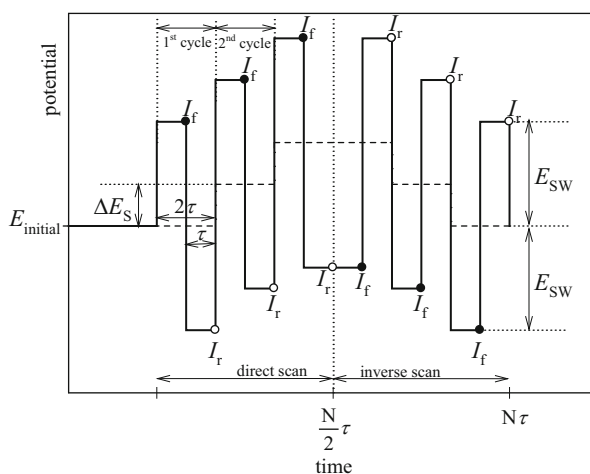 potential
1st cycle
2nd cycle
If
If
If
Ir
Ir
Ir
ΔES
2τ
τ
Einitial
ESW
ESW
Ir
Ir
Ir
If
If
If
direct scan
inverse scan
N/2 τ
Nτ
time